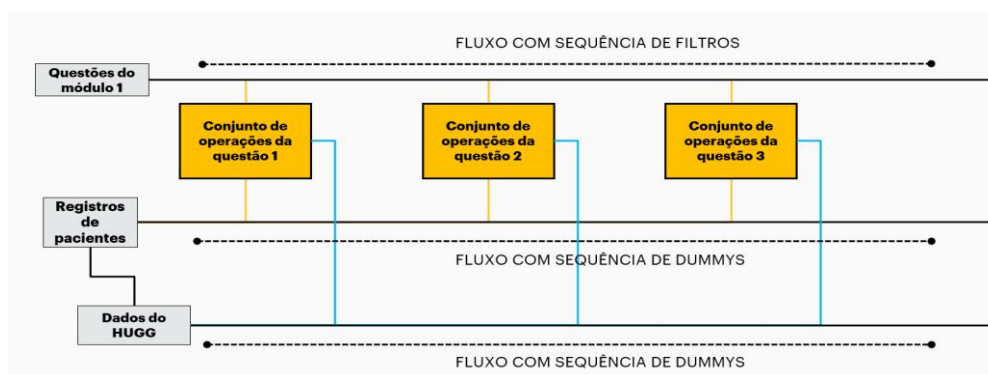 FLUXO COM SEQUÊNCIA DE FILTROS
Questões do
módulo 1
Conjunto de
operações da
questão 1
Conjunto de
operações da
questão 2
Conjunto de
operações da
questão 3
Registros
de
pacientes
FLUXO COM SEQUÊNCIA DE DUMMYS
Dados do
HUGG
FLUXO COM SEQUÊNCIA DE DUMMYS